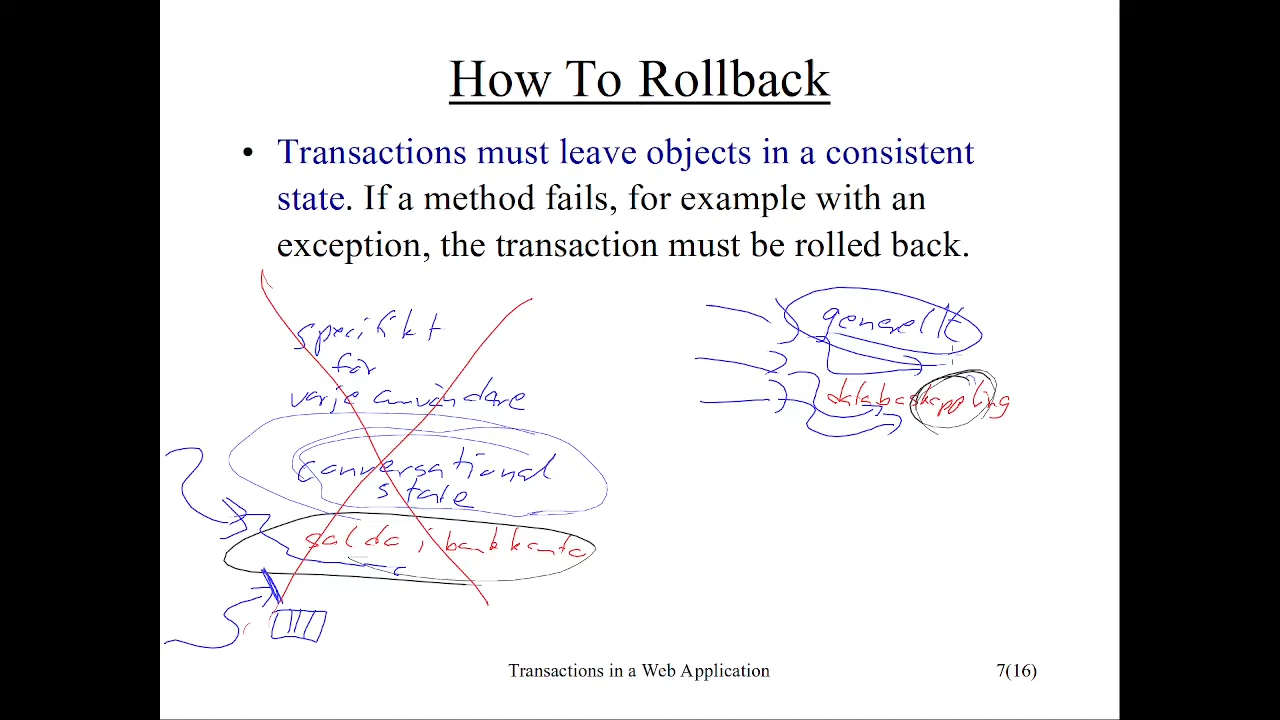 How To Rollback
• Transactions must leave objects in a consistent
state. If a method fails, for example with an
exception, the transaction must be rolled back.
specifikt
för
varje användare
conversational
state
saldo i bankkonto
generellt
databaskoppling
Transactions in a Web Application
7(16)